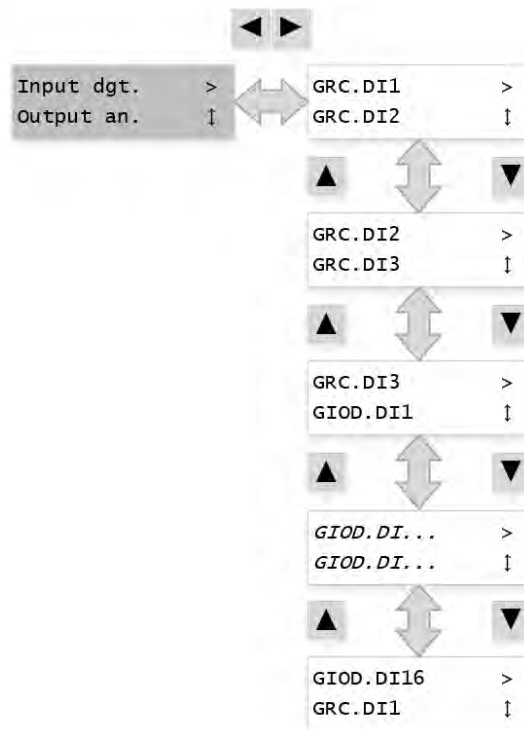 Input dgt. >
Output an. ↕
GRC.DI1 >
GRC.DI2 ↕
GRC.DI2 >
GRC.DI3 ↕
GRC.DI3 >
GIOD.DI1 ↕
GIOD.DI... >
GIOD.DI... ↕
GIOD.DI16 >
GRC.DI1 ↕